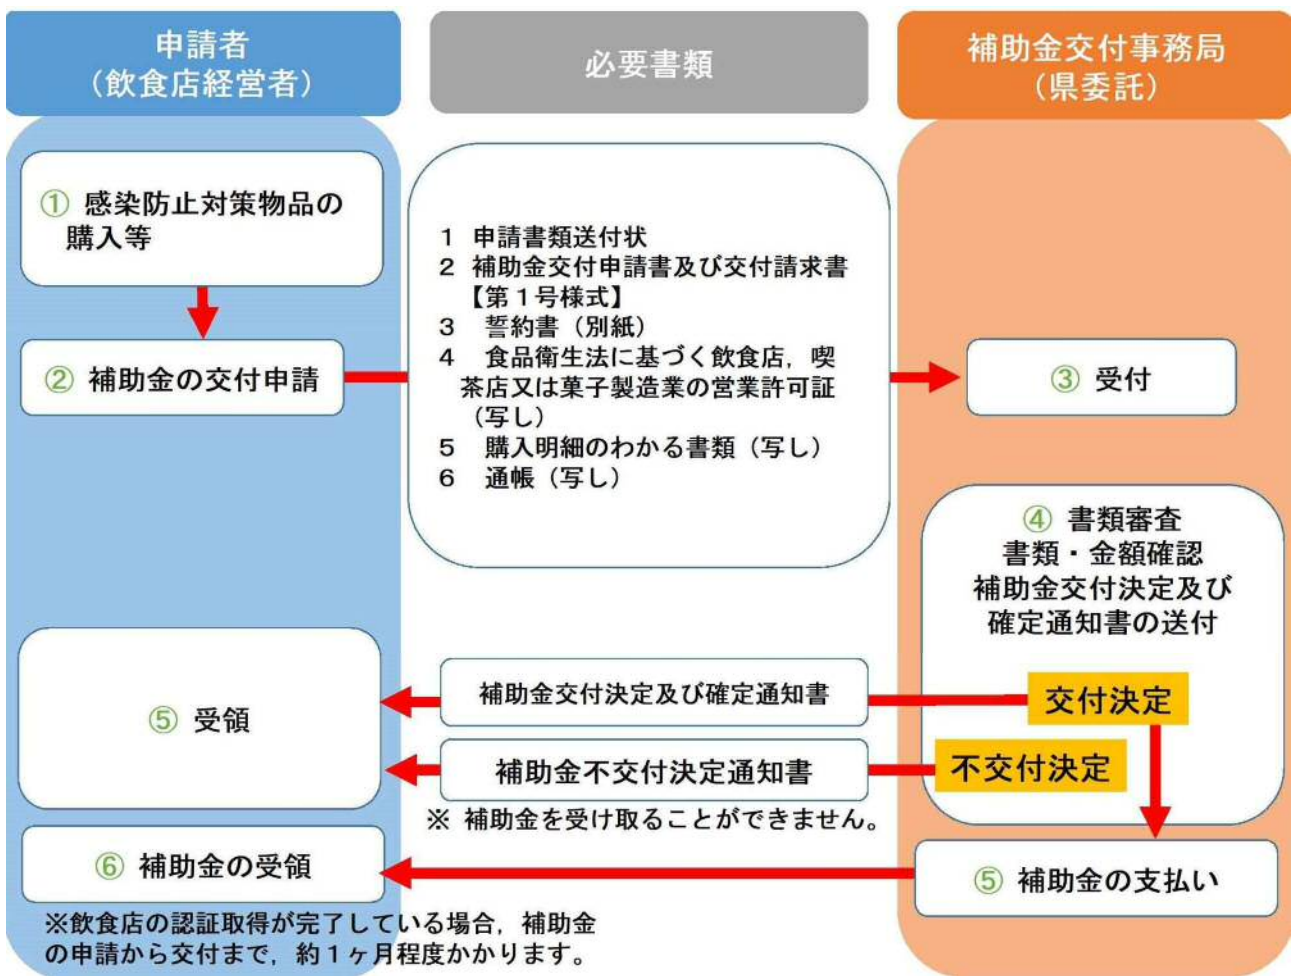 申請者
（飲食店経営者）
必要書類
補助金交付事務局
（県委託）
① 感染防止対策物品の
購入等
② 補助金の交付申請
1 申請書類送付状
2 補助金交付申請書及び交付請求書
【第１号様式】
3 誓約書（別紙）
4 食品衛生法に基づく飲食店，喫
茶店又は菓子製造業の営業許可証
（写し）
5 購入明細のわかる書類（写し）
6 通帳（写し）
③ 受付
④ 書類審査
書類・金額確認
補助金交付決定及び
確定通知書の送付
交付決定
不交付決定
補助金交付決定及び確定通知書
補助金不交付決定通知書
※ 補助金を受け取ることができません。
⑤ 受領
⑤ 補助金の支払い
⑥ 補助金の受領
※飲食店の認証取得が完了している場合，補助金
の申請から交付まで，約１ヶ月程度かかります。